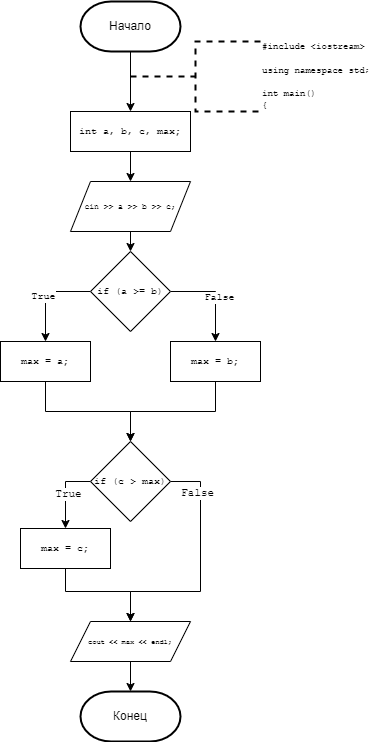 Начало
#include <iostream>
using namespace std;
int main()
{
int a, b, c, max;
cin >> a >> b >> c;
if (a >= b)
True
False
max = a;
max = b;
if (c > max)
True
False
max = c;
cout << max << endl;
Конец